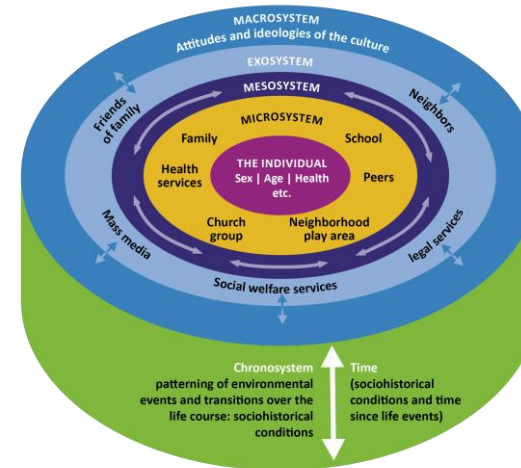 MACROSYSTEM
Attitudes and ideologies of the culture
EXOSYSTEM
MESOSYSTEM
MICROSYSTEM
Friends
of family
Neighbors
Family
School
THE INDIVIDUAL
Sex | Age | Health
etc.
Health
services
Peers
Church
group
Neighborhood
play area
Mass media
legal services
Social welfare services
Chronosystem
patterning of environmental
events and transitions over the
life course: sociohistorical
conditions
Time
(sociohistorical
conditions and time
since life events)